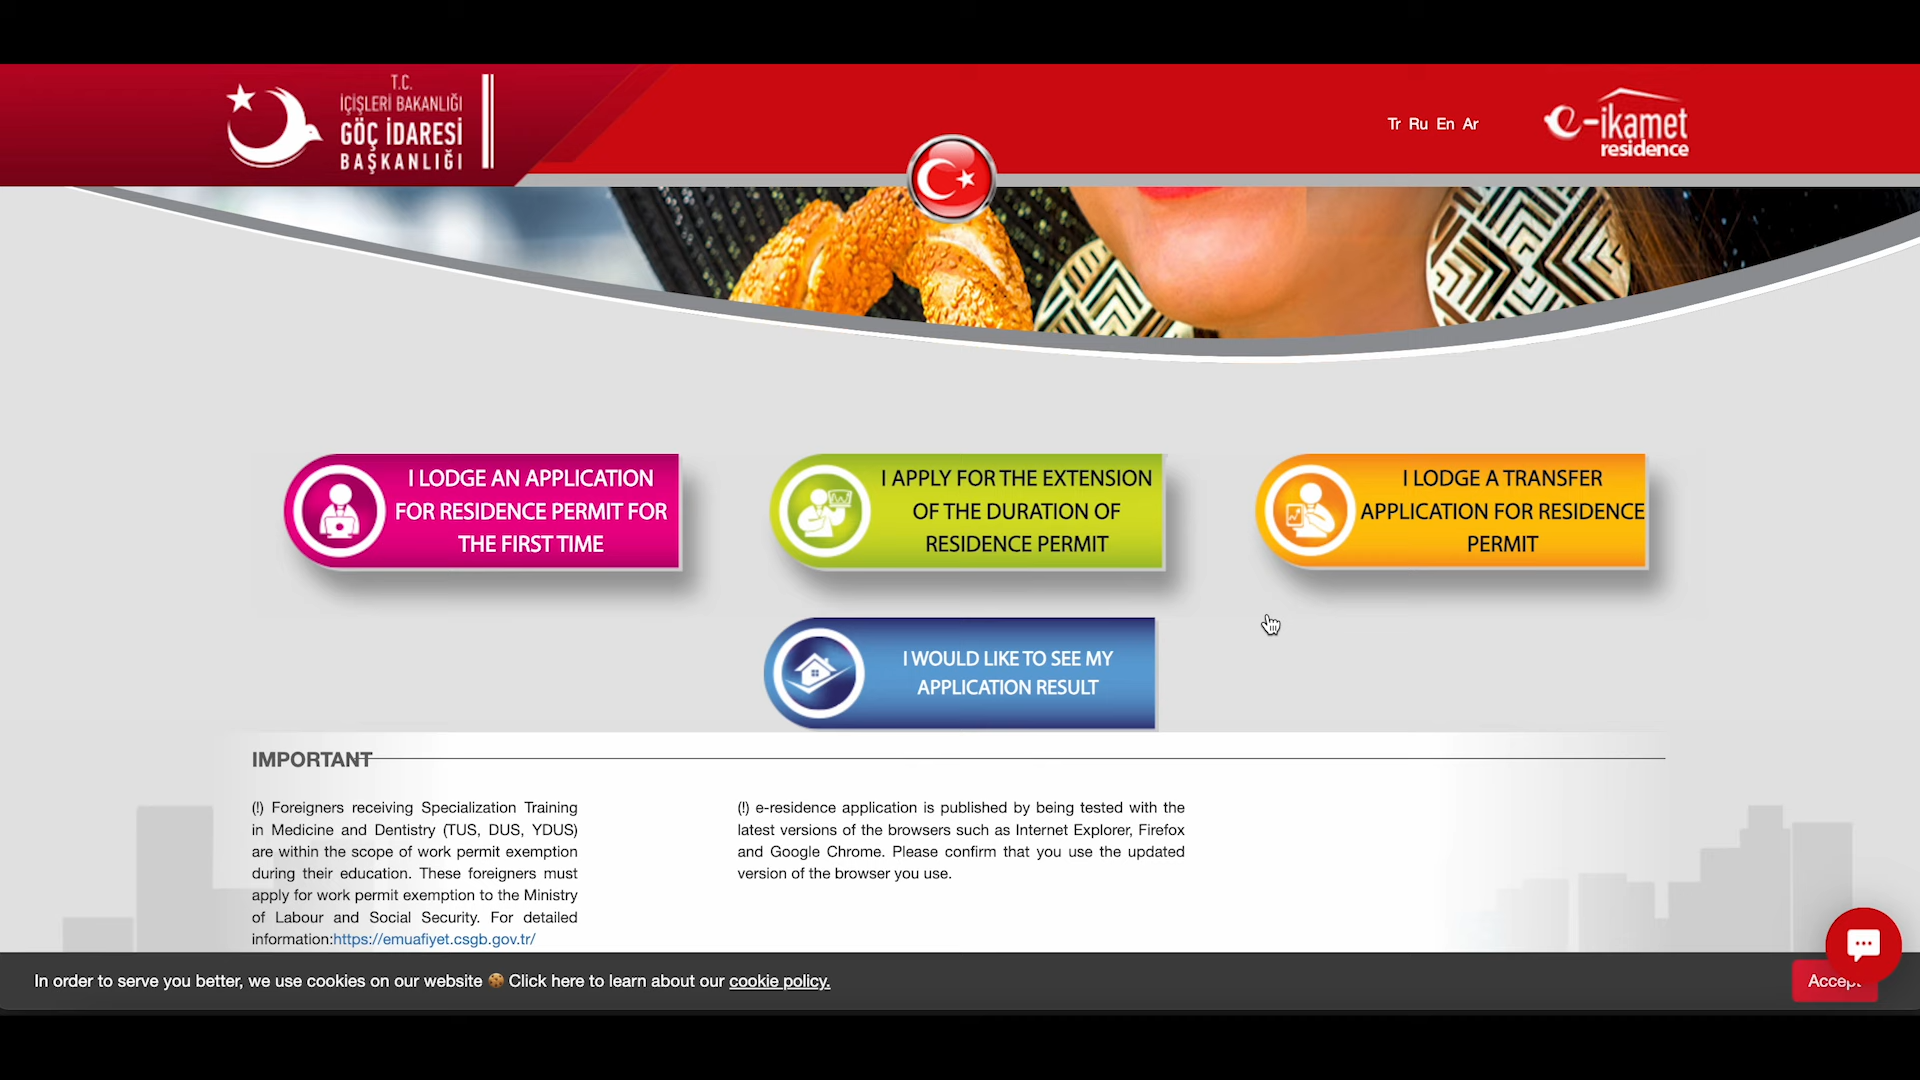 T.C.
İÇİŞLERİ BAKANLIĞI
GÖÇ İDARESİ
BAŞKANLIĞI
Tr Ru En Ar
e-ikamet
residence
I LODGE AN APPLICATION
FOR RESIDENCE PERMIT FOR
THE FIRST TIME
I APPLY FOR THE EXTENSION
OF THE DURATION OF
RESIDENCE PERMIT
I LODGE A TRANSFER
APPLICATION FOR RESIDENCE
PERMIT
I WOULD LIKE TO SEE MY
APPLICATION RESULT
IMPORTANT
(!) Foreigners receiving Specialization Training
in Medicine and Dentistry (TUS, DUS, YDUS)
are within the scope of work permit exemption
during their education. These foreigners must
apply for work permit exemption to the Ministry
of Labour and Social Security. For detailed
information:https://emuafiyet.csgb.gov.tr/
(!) e-residence application is published by being tested with the
latest versions of the browsers such as Internet Explorer, Firefox
and Google Chrome. Please confirm that you use the updated
version of the browser you use.
In order to serve you better, we use cookies on our website 🍪 Click here to learn about our cookie policy.
Accept